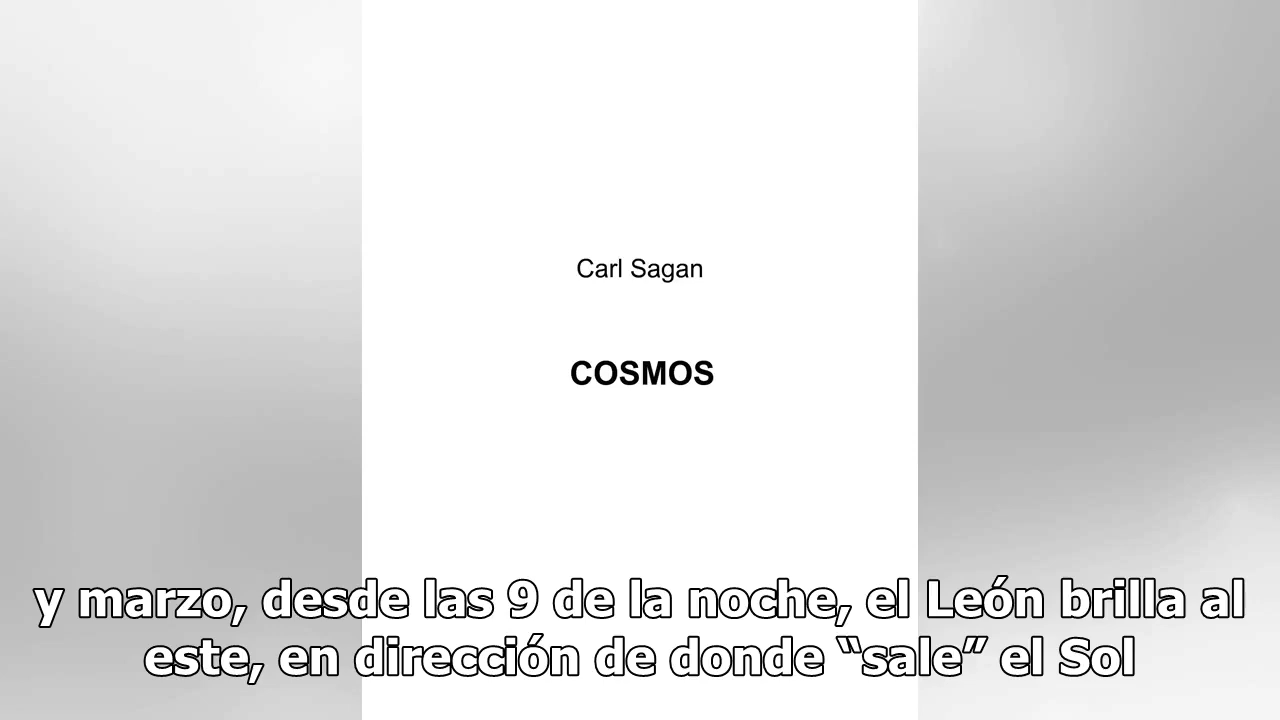 Carl Sagan
COSMOS
y marzo, desde las 9 de la noche, el León brilla al
este, en dirección de donde “sale” el Sol